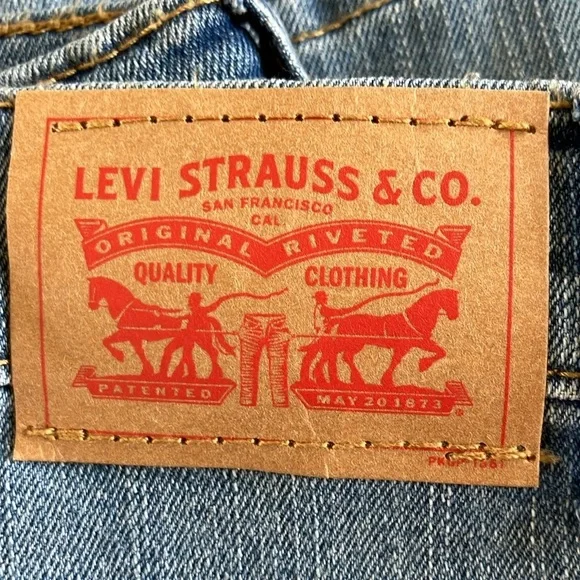 LEVI STRAUSS & CO.
SAN FRANCISCO
CAL.
ORIGINAL RIVETED
QUALITY CLOTHING
PATENTED MAY 20 1873